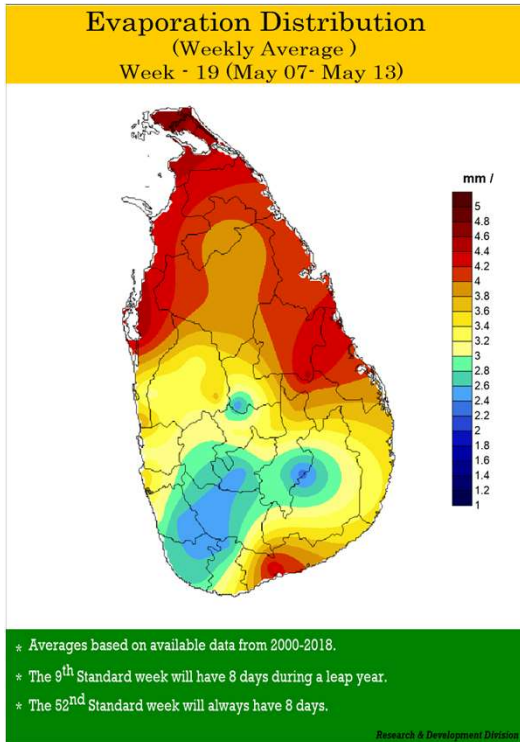 Evaporation Distribution
(Weekly Average )
Week - 19 (May 07- May 13)
mm /
5
4.8
4.6
4.4
4.2
4
3.8
3.6
3.4
3.2
3
2.8
2.6
2.4
2.2
2
1.8
1.6
1.4
1.2
1
* Averages based on available data from 2000-2018.
* The 9th Standard week will have 8 days during a leap year.
* The 52nd Standard week will always have 8 days.
Research & Development Division